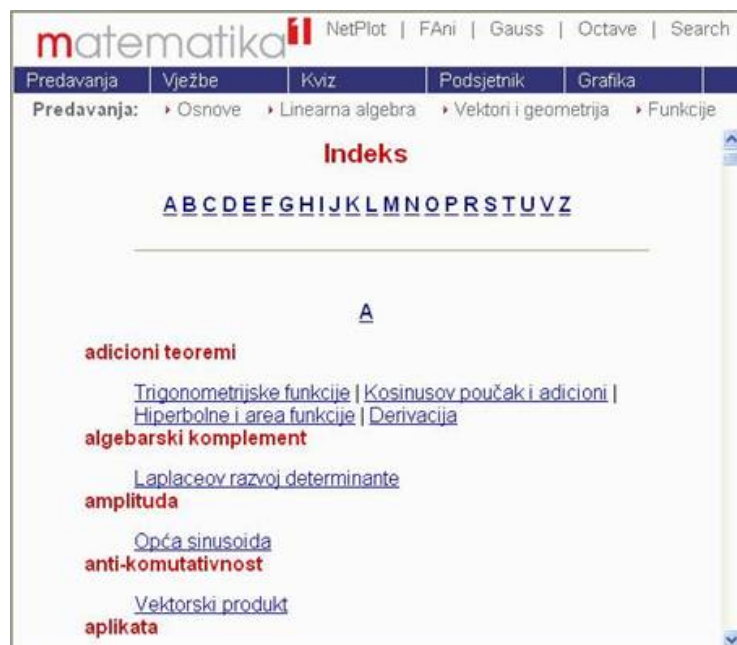 matematika1 NetPlot | FAni | Gauss | Octave | Search
Predavanja Vježbe Kviz Podsjetnik Grafika
Predavanja: Osnove Linearna algebra Vektori i geometrija Funkcije
Indeks
A B C D E F G H I J K L M N O P R S T U V Z
A
adicioni teoremi
Trigonometrijske funkcije | Kosinusov poučak i adicioni |
Hiperbolne i area funkcije | Derivacija
algebarski komplement
Laplaceov razvoj determinante
amplituda
Opća sinusoida
anti-komutativnost
Vektorski produkt
aplikata